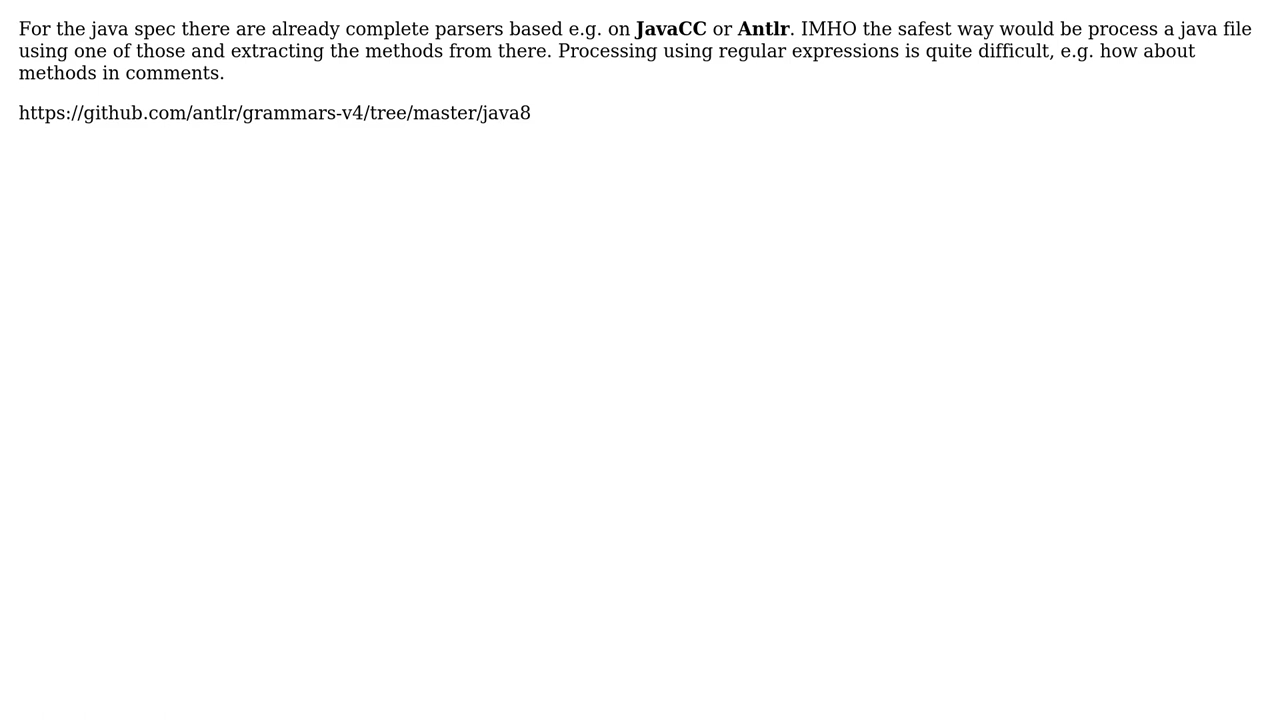 For the java spec there are already complete parsers based e.g. on JavaCC or Antlr. IMHO the safest way would be process a java file
using one of those and extracting the methods from there. Processing using regular expressions is quite difficult, e.g. how about
methods in comments.
https://github.com/antlr/grammars-v4/tree/master/java8